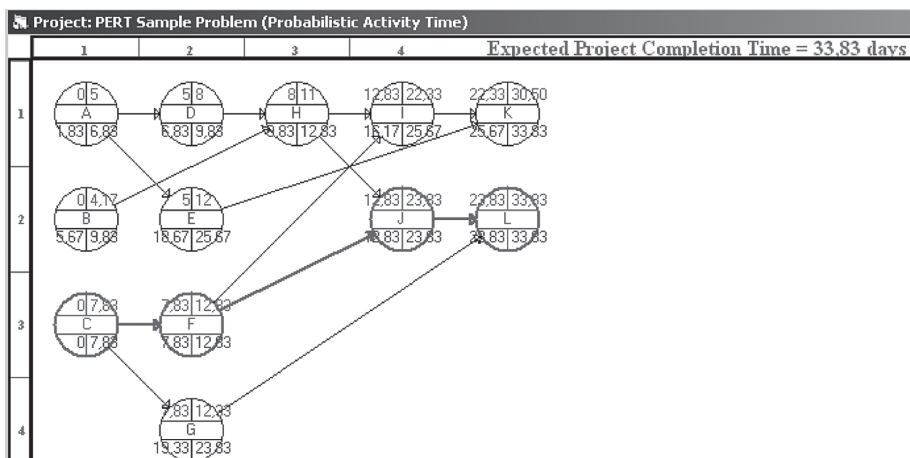 Project: PERT Sample Problem (Probabilistic Activity Time)
1 2 3 4 Expected Project Completion Time = 33,83 days
0 5 5 8 8 11 12,83 22,33 22,33 30,50
1 A D H I K
1,83 6,83 6,83 9,83 9,83 12,83 16,17 25,67 25,67 33,83
0 4,17 5 12 12,83 23,83 23,83 33,83
2 B E J L
5,67 9,83 18,67 25,67 12,83 23,83 23,83 33,83
0 7,83 7,83 12,83
3 C F
0 7,83 7,83 12,83
7,83 12,33
4 G
19,33 23,83